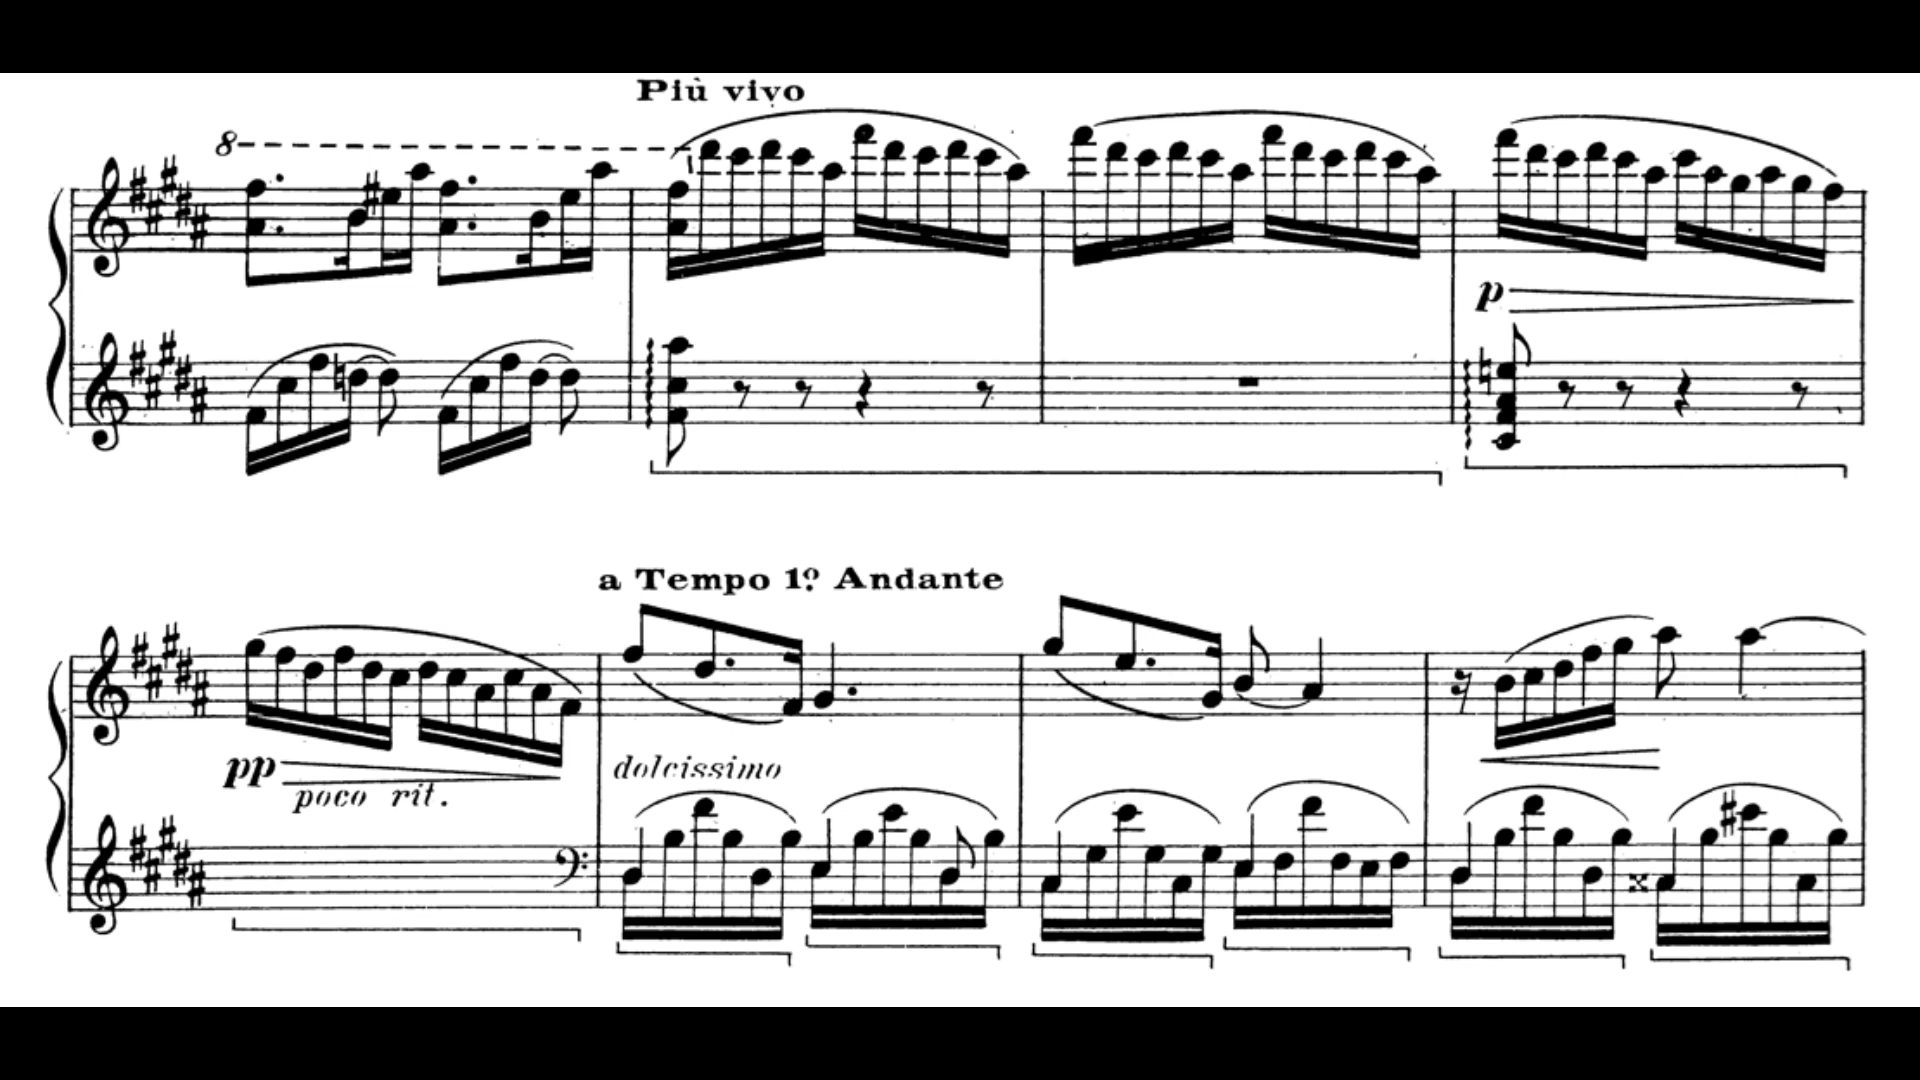 Più vivo
8
p
a Tempo 1º. Andante
pp
poco rit.
dolcissimo